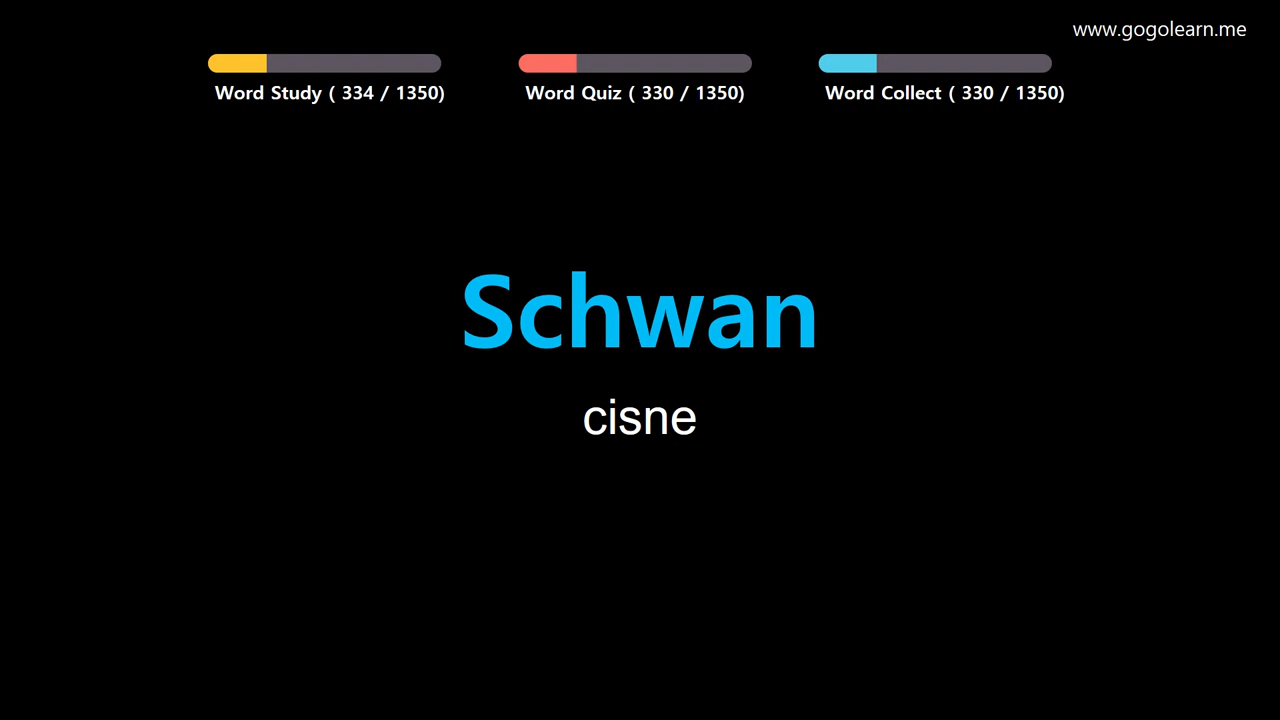 www.gogolearn.me
Word Study ( 334 / 1350)
Word Quiz ( 330 / 1350)
Word Collect ( 330 / 1350)
Schwan
cisne